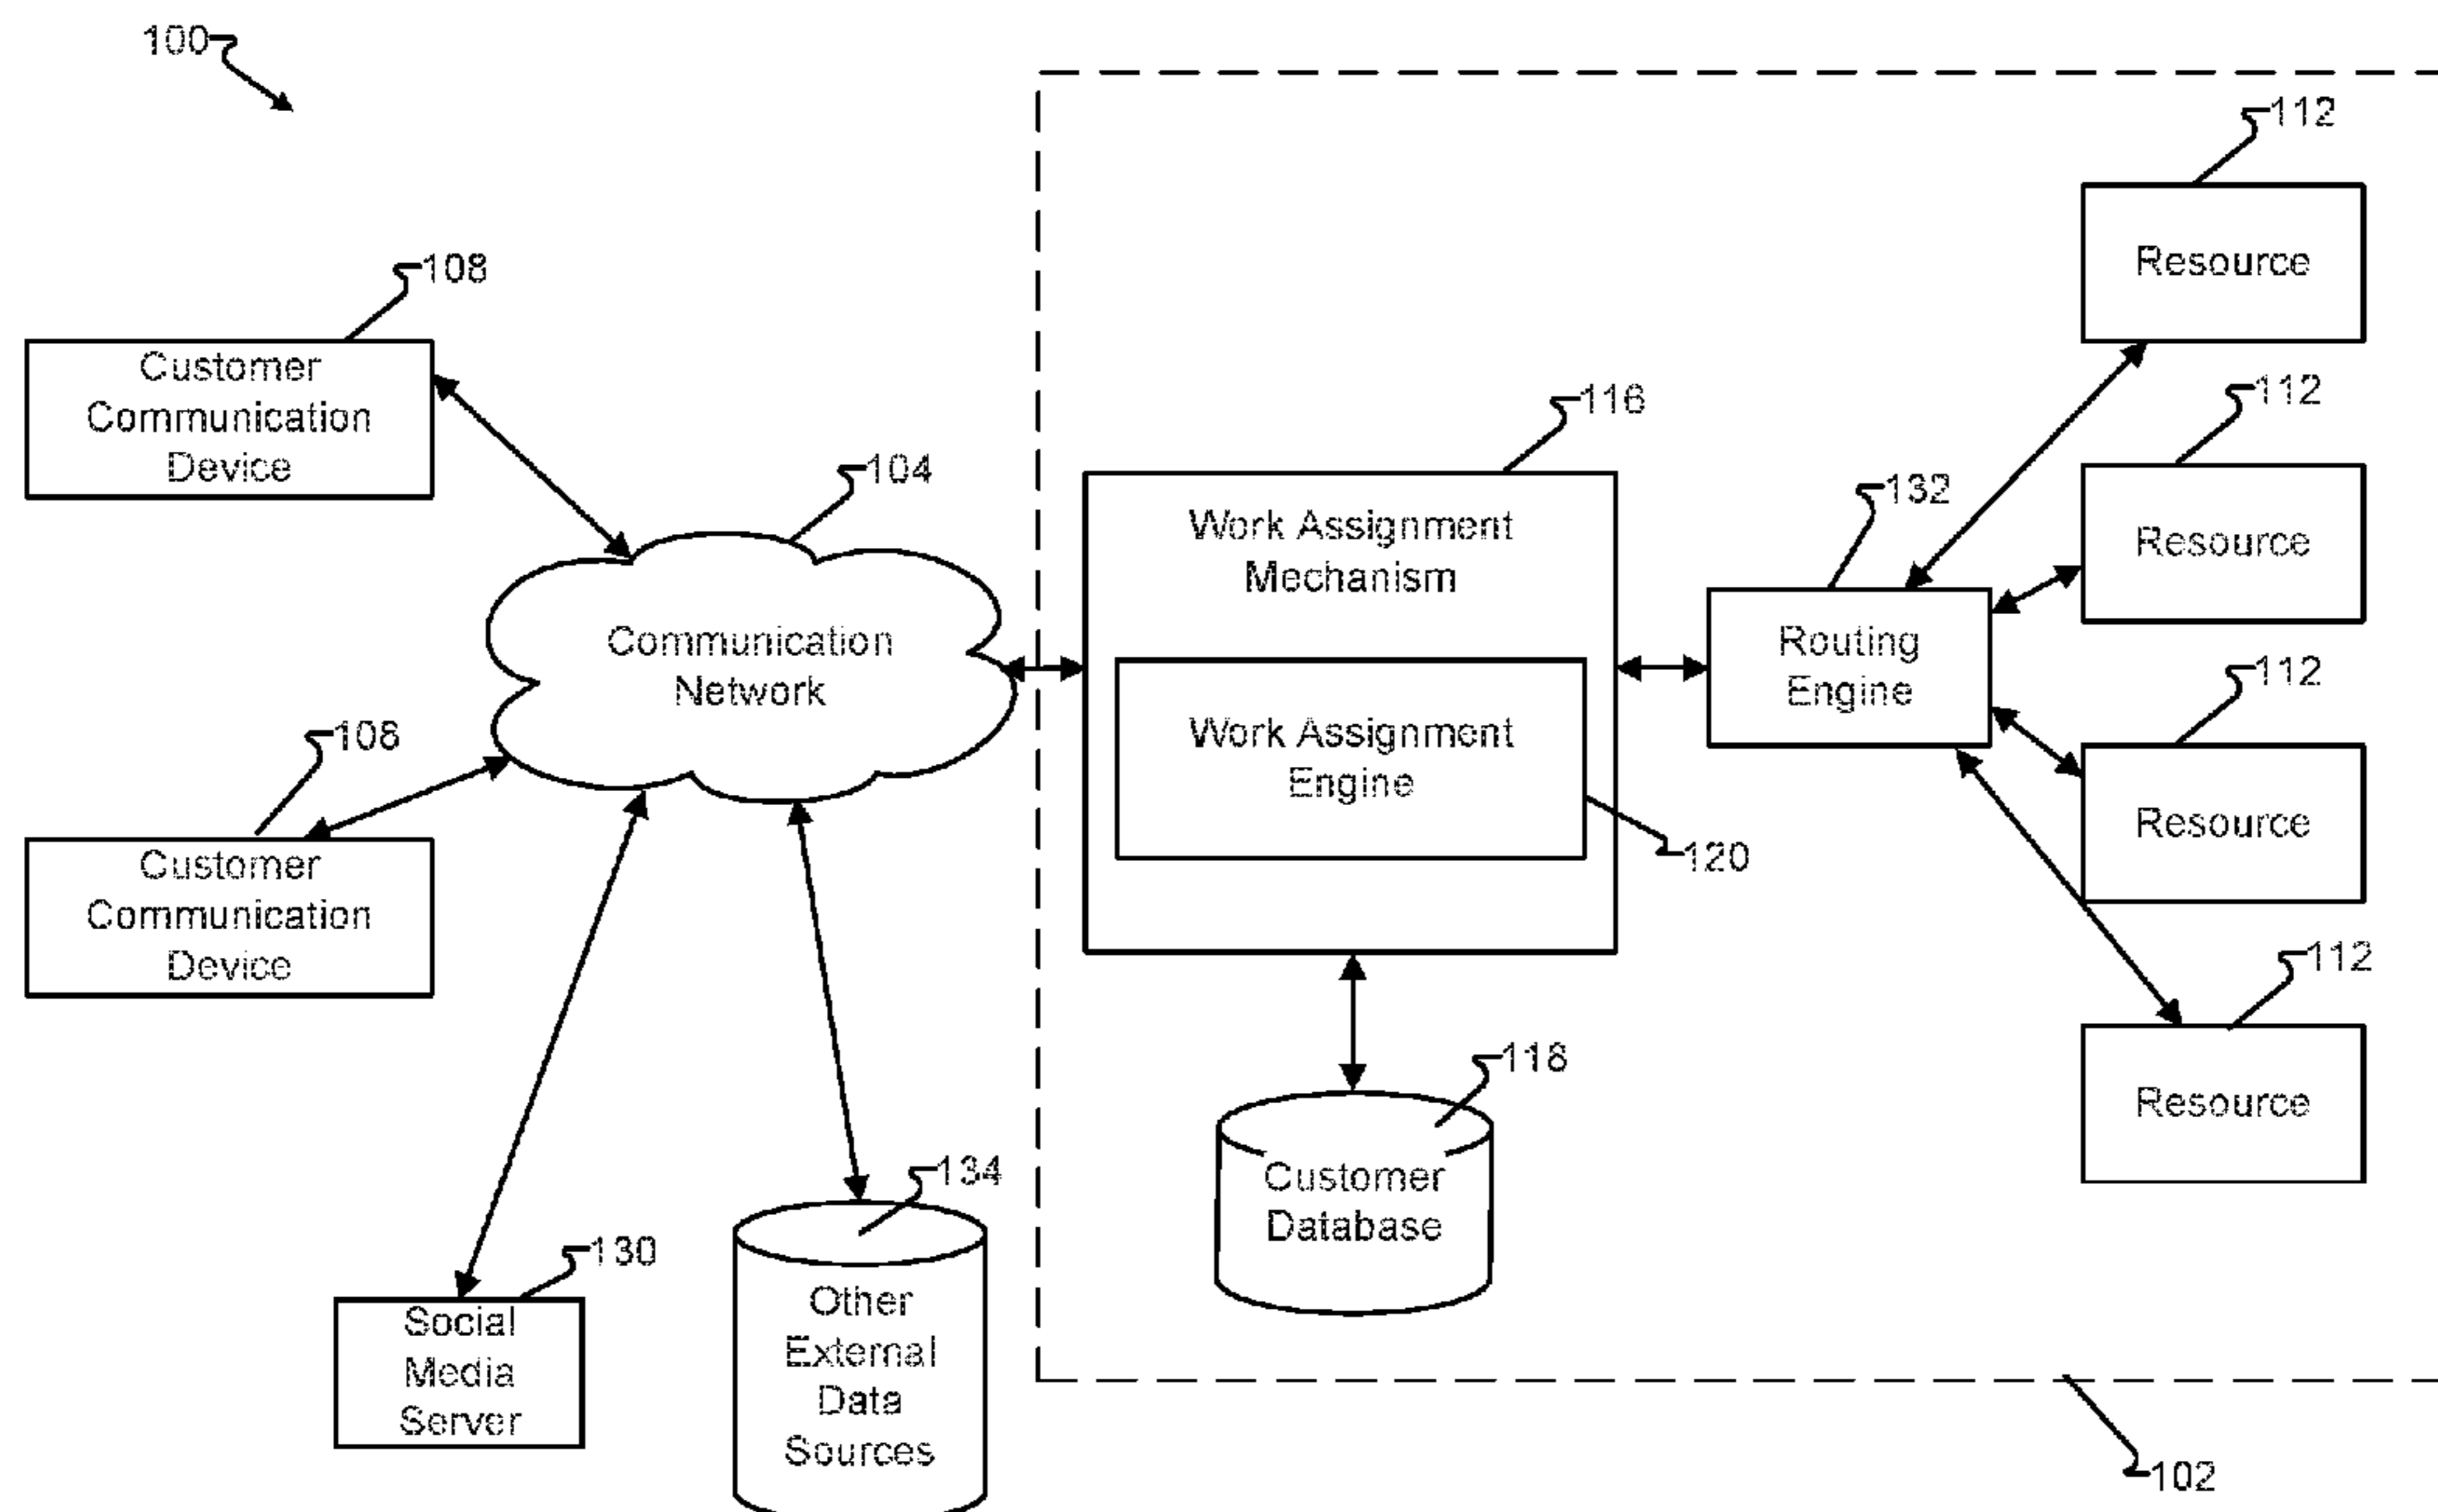 100
112
Resource
108
Customer
Communication
Device
112
Resource
116
Work Assignment
Mechanism
104
132
Communication
Network
Routing
Engine
112
Resource
108
Work Assignment
Engine
120
Customer
Communication
Device
112
Resource
118
Customer
Database
134
Other
External
Data
Sources
130
Social
Media
Server
102